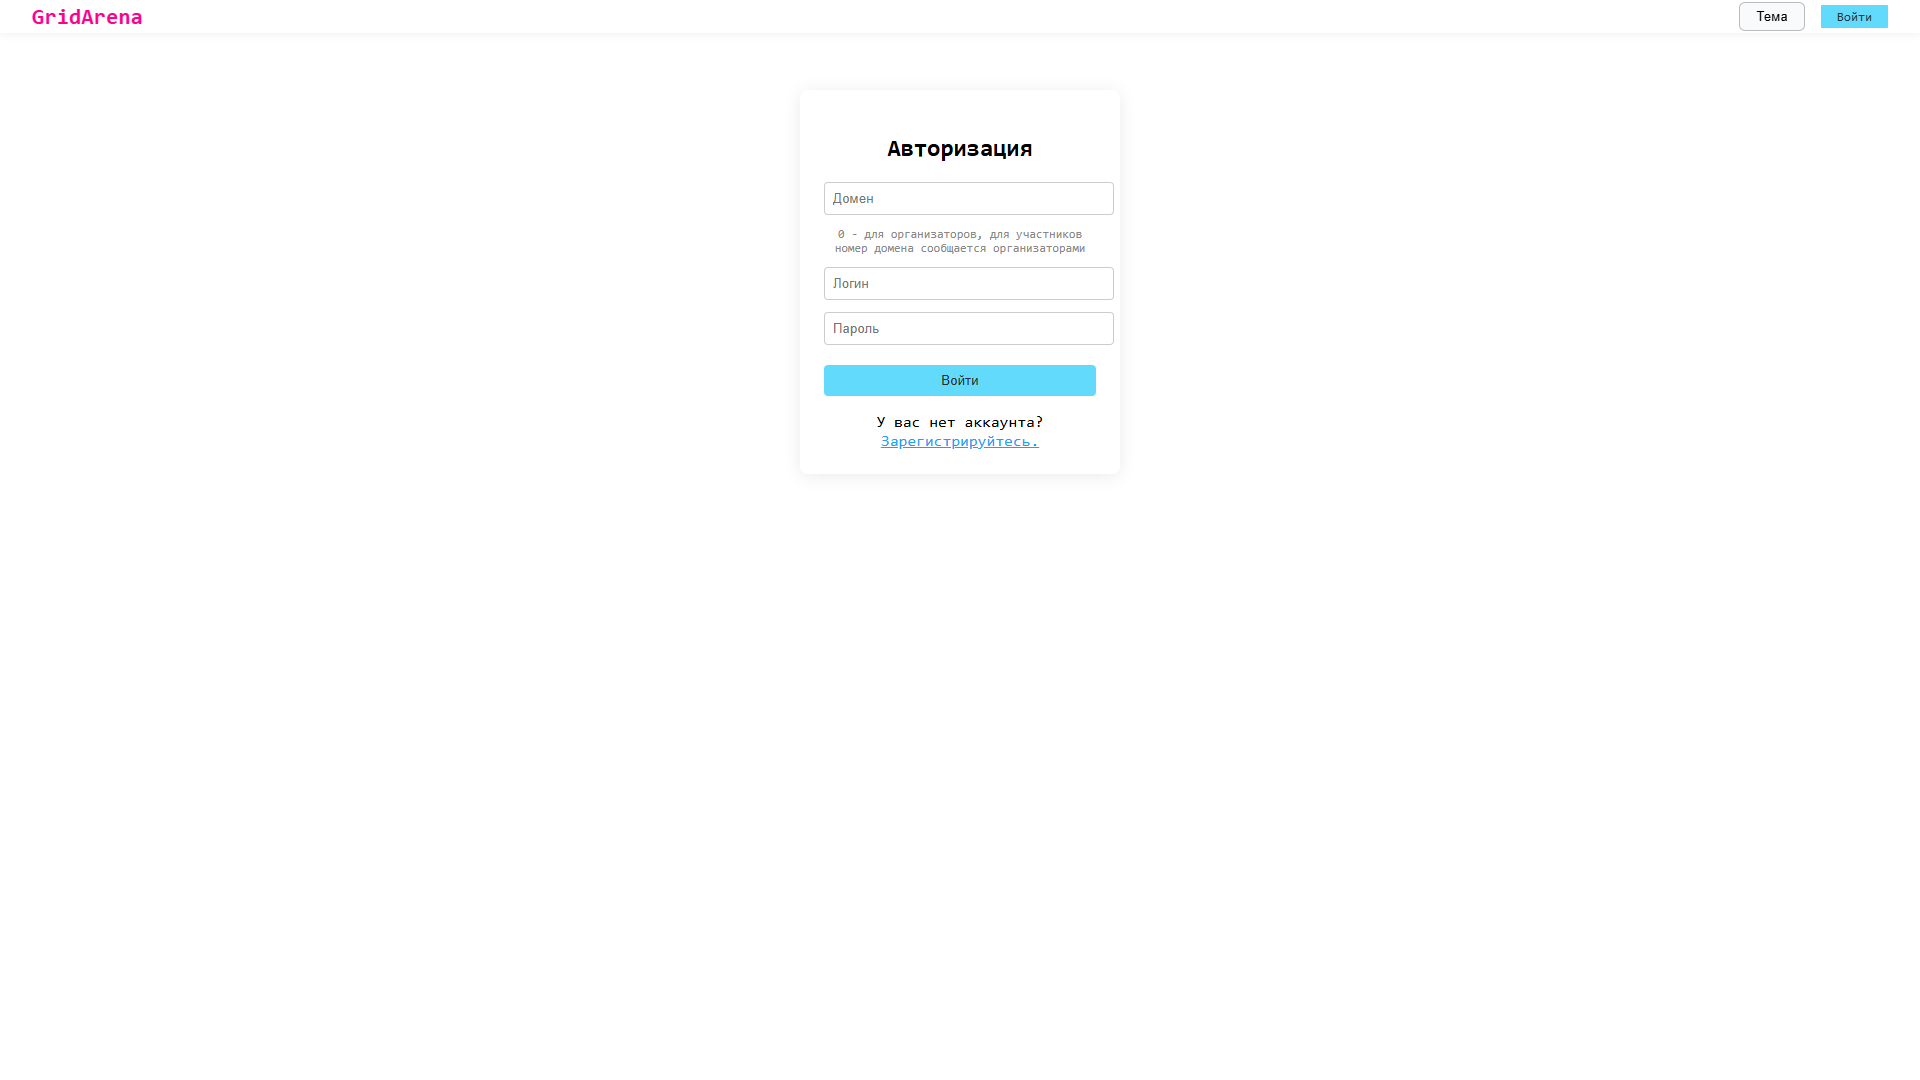 GridArena
Тема
Войти
Авторизация
Домен
0 - для организаторов, для участников
номер домена сообщается организаторами
Логин
Пароль
Войти
У вас нет аккаунта?
Зарегистрируйтесь.